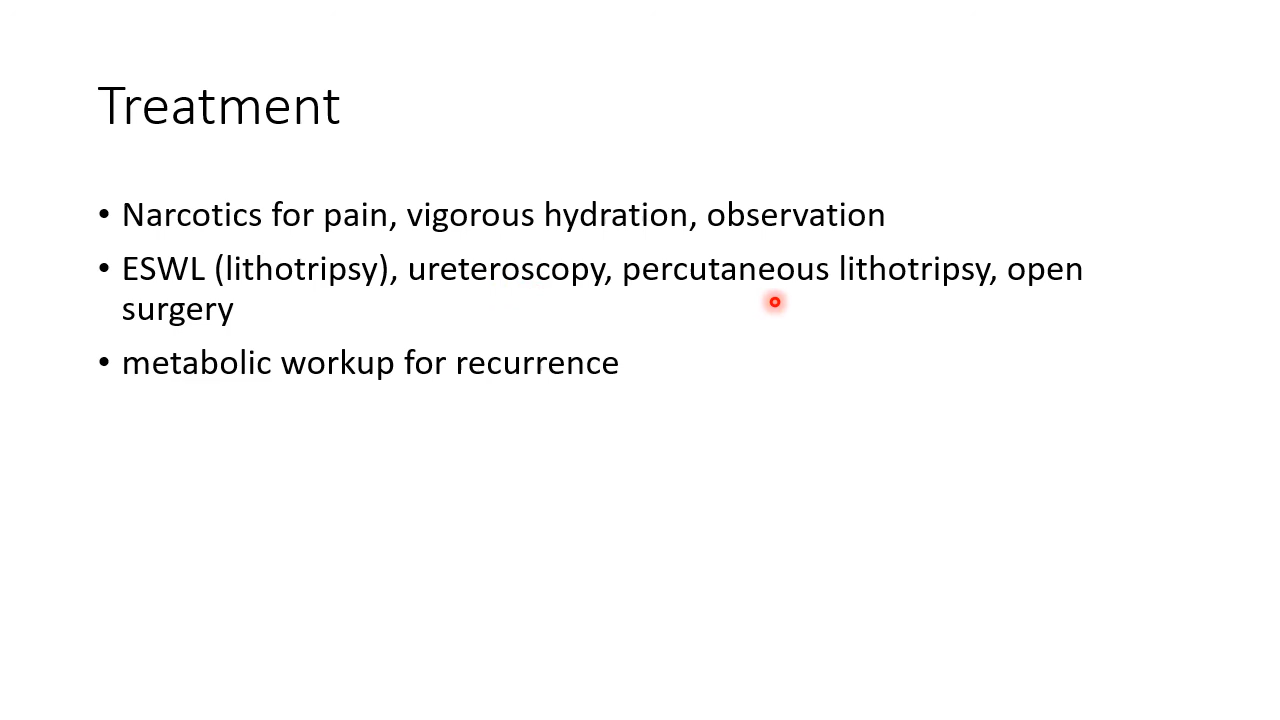 Treatment
• Narcotics for pain, vigorous hydration, observation
• ESWL (lithotripsy), ureteroscopy, percutaneous lithotripsy, open
surgery
• metabolic workup for recurrence